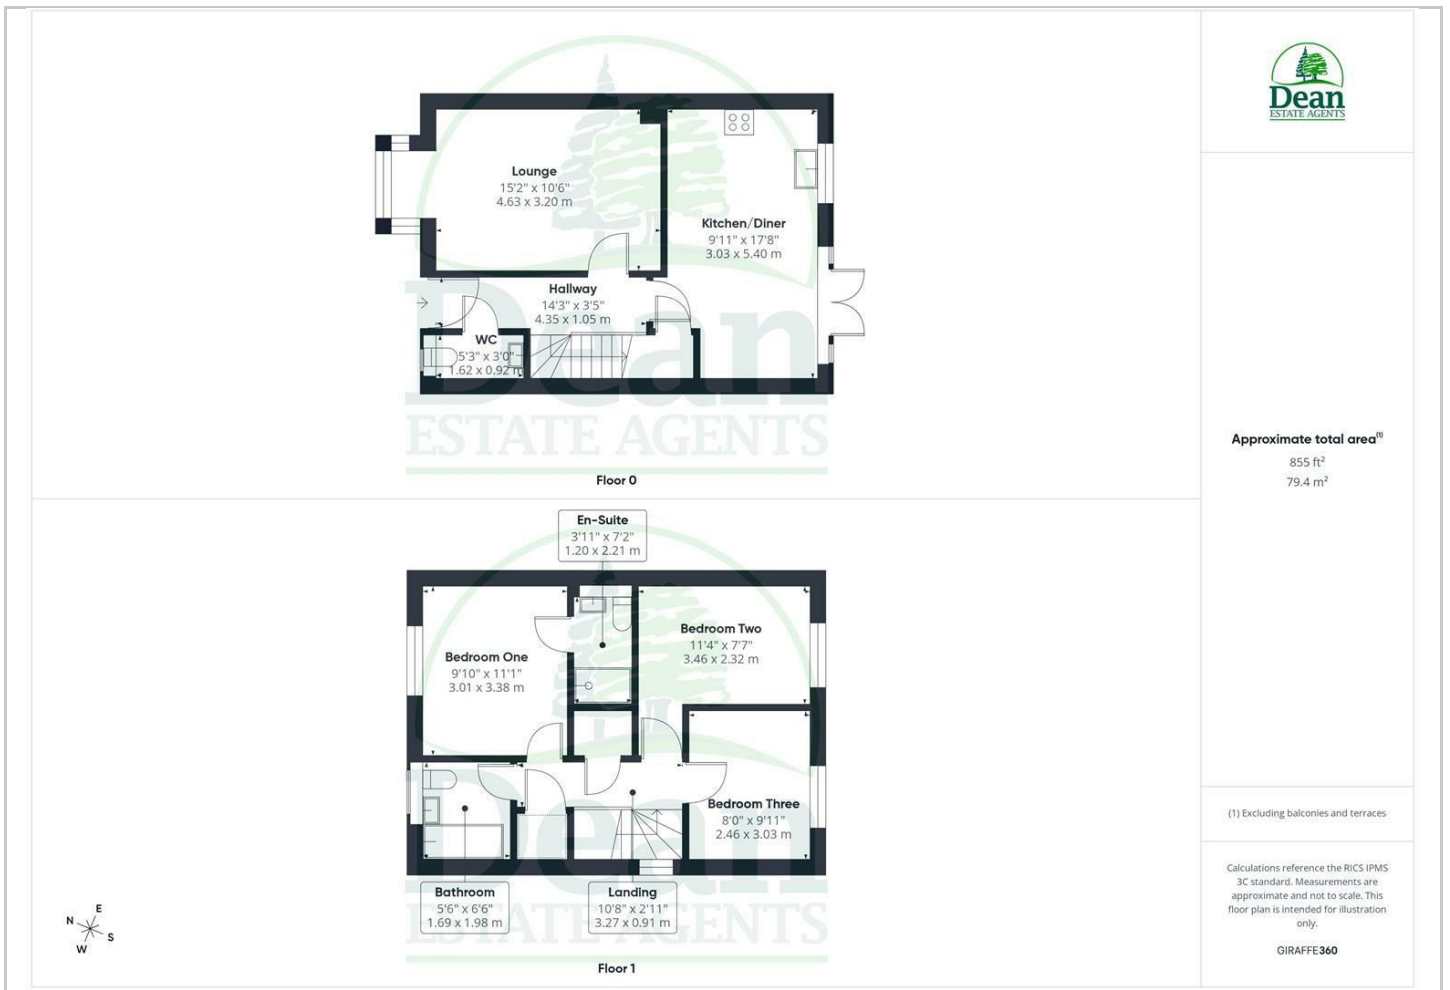 Lounge
15'2" x 10'6"
4.63 x 3.20 m
Kitchen/Diner
9'11" x 17'8"
3.03 x 5.40 m
Hallway
14'3" x 3'5"
4.35 x 1.05 m
WC
5'3" x 3'0"
1.62 x 0.92 m
Dean
ESTATE AGENTS
Floor 0
En-Suite
3'11" x 7'2"
1.20 x 2.21 m
Bedroom Two
11'4" x 7'7"
3.46 x 2.32 m
Bedroom One
9'10" x 11'1"
3.01 x 3.38 m
Bedroom Three
8'0" x 9'11"
2.46 x 3.03 m
Dean
Bathroom
5'6" x 6'6"
1.69 x 1.98 m
Landing
10'8" x 2'11"
3.27 x 0.91 m
ESTATE AGENTS
Floor 1
N
E
S
W
Dean
ESTATE AGENTS
Approximate total area(1)
855 ft²
79.4 m²
(1) Excluding balconies and terraces
Calculations reference the RICS IPMS
3C standard. Measurements are
approximate and not to scale. This
floor plan is intended for illustration
only.
GIRAFFE360